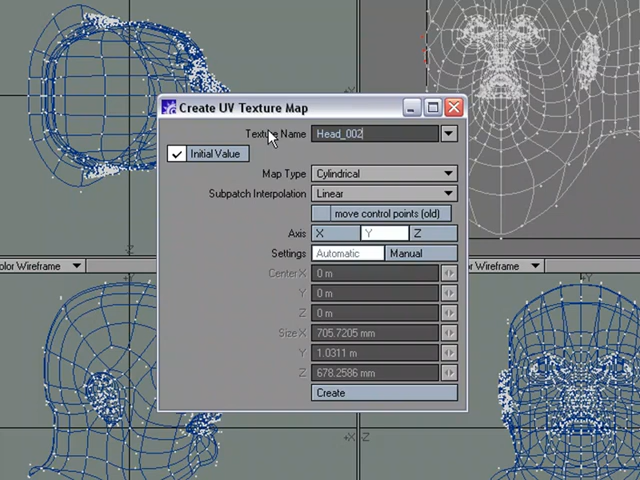 Create UV Texture Map
Texture Name Head_002
Initial Value
Map Type Cylindrical
Subpatch Interpolation Linear
move control points (old)
Axis X Y Z
olor Wireframe
Wireframe
Settings Automatic Manual
Center X 0 m
Y 0 m
Z 0 m
Size X 705.7205 mm
Y 1.0311 m
Z 678.2586 mm
Create
X Z